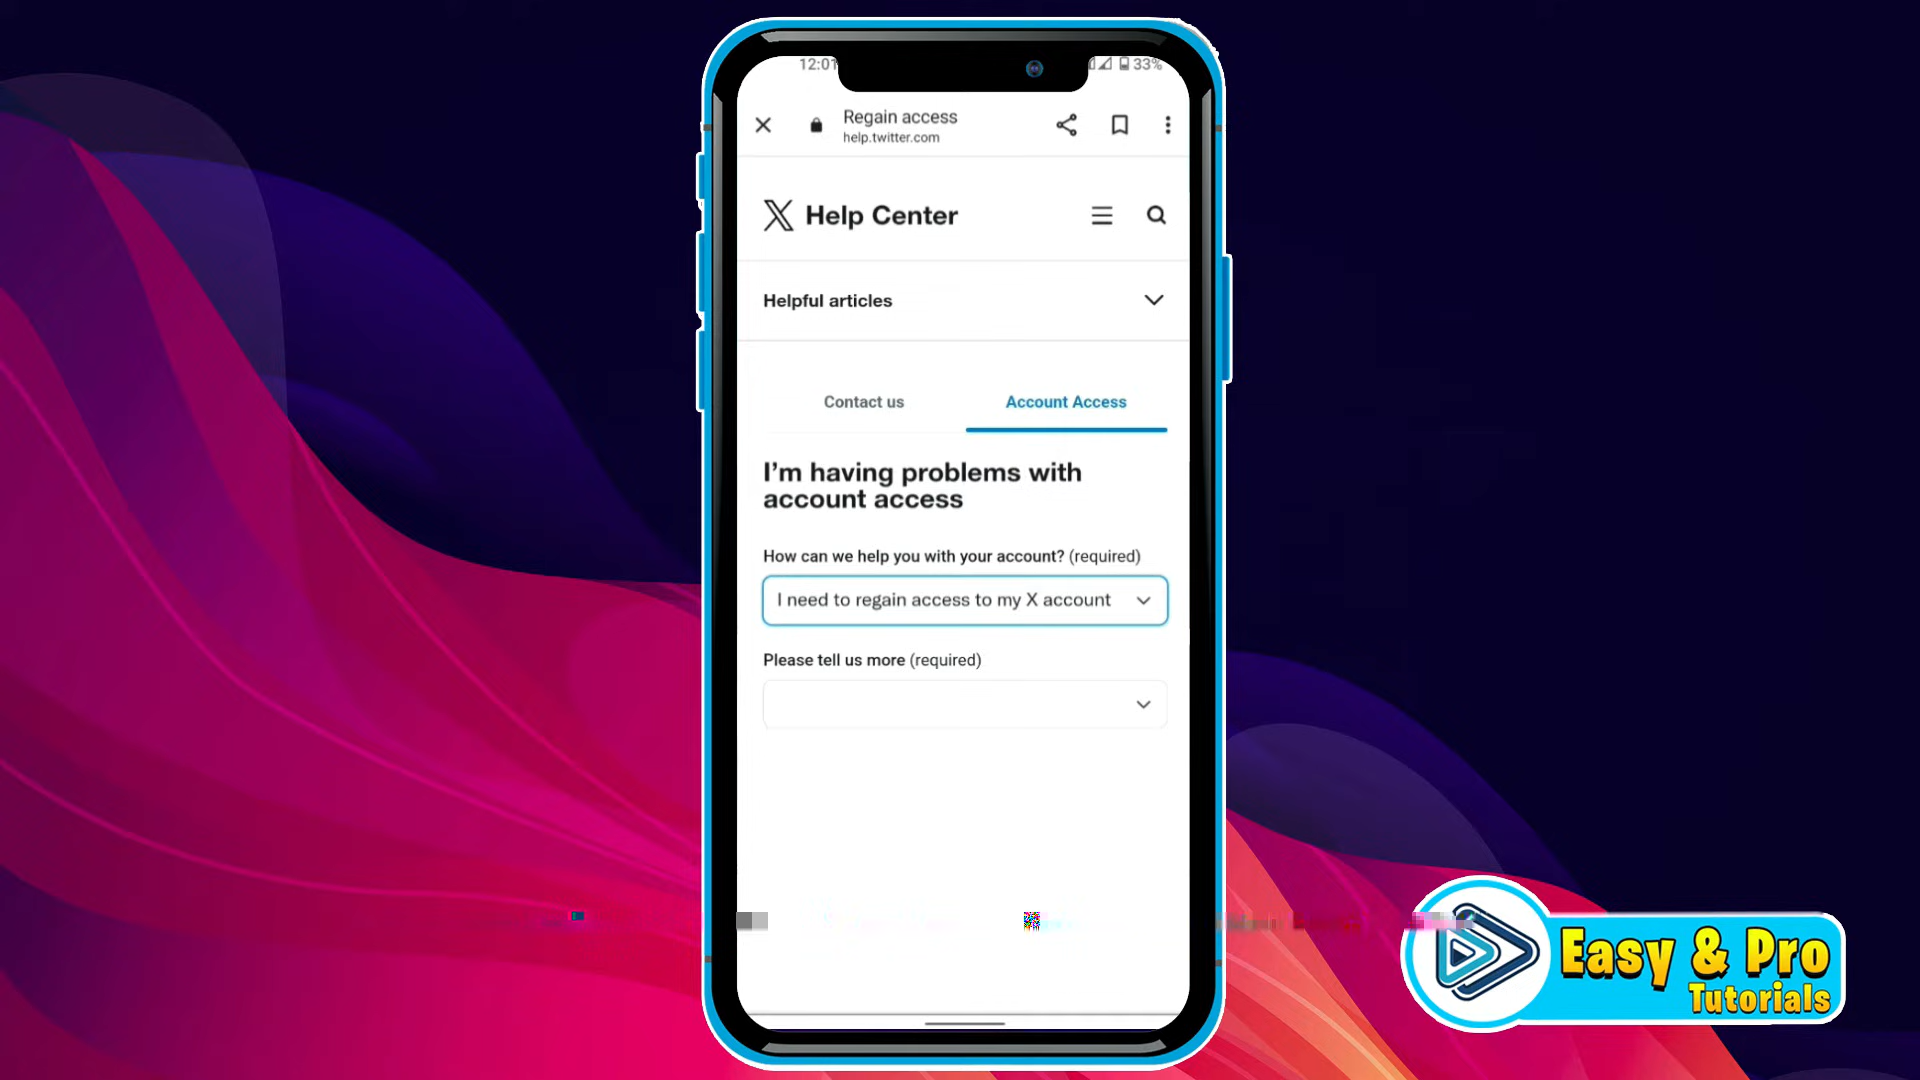 12:01
33%
Regain access
help.twitter.com
X Help Center
Helpful articles
Contact us
Account Access
I'm having problems with
account access
How can we help you with your account? (required)
I need to regain access to my X account
Please tell us more (required)
Easy & Pro
Tutorials